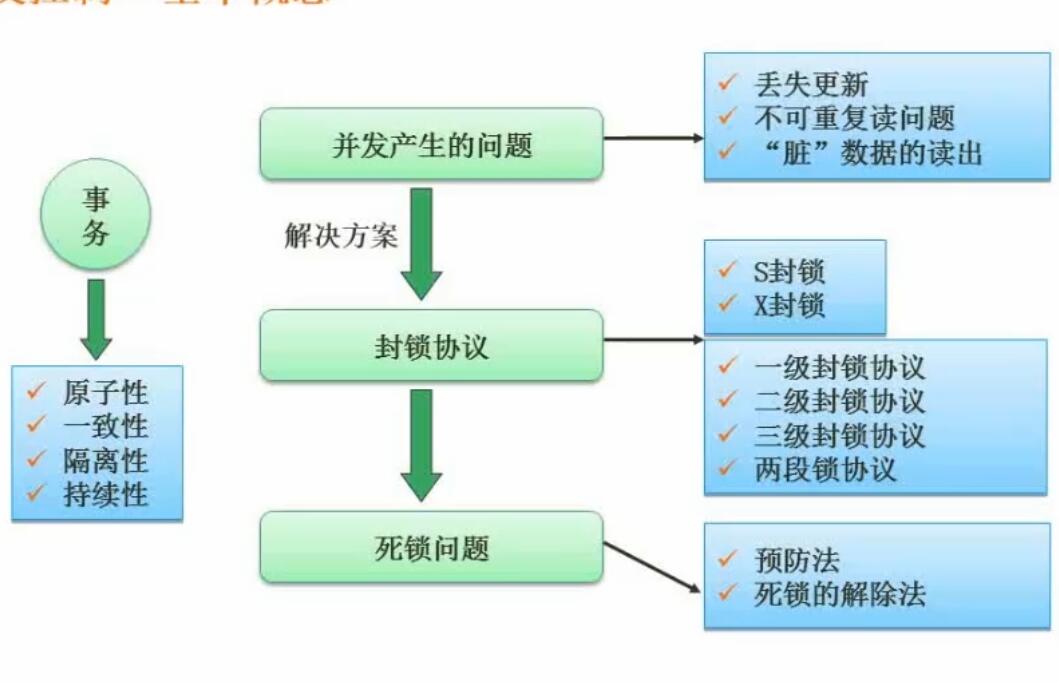 事
务
原子性
一致性
隔离性
持续性
并发产生的问题
丢失更新
不可重复读问题
“脏”数据的读出
解决方案
封锁协议
S封锁
X封锁
一级封锁协议
二级封锁协议
三级封锁协议
两段锁协议
死锁问题
预防法
死锁的解除法